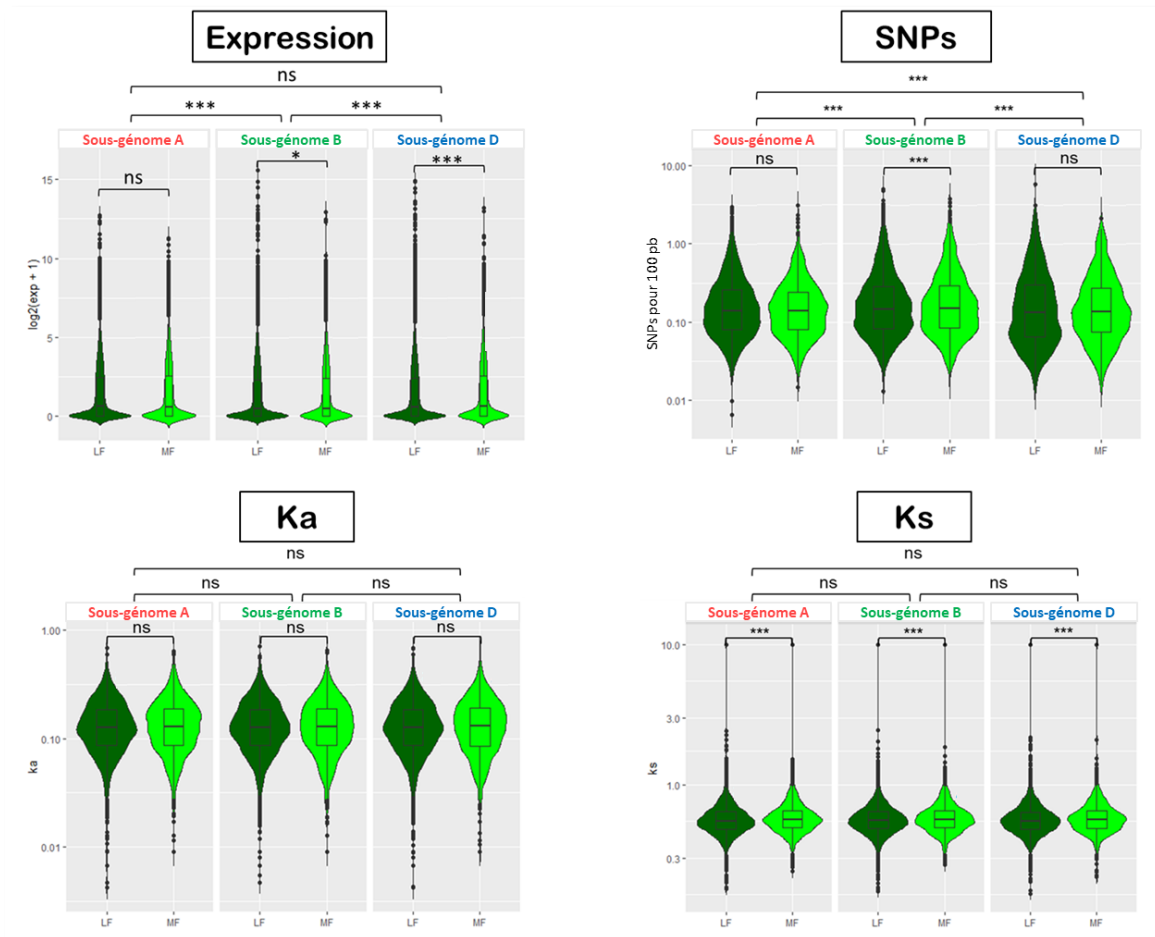 Expression
ns
*** ***
Sous-génome A Sous-génome B Sous-génome D
ns * ***
log2(exp + 1)
15
10
5
0
LF MF LF MF LF MF
SNPs
***
*** ***
Sous-génome A Sous-génome B Sous-génome D
ns *** ns
SNPs pour 100 pb
10.00
1.00
0.10
0.01
LF MF LF MF LF MF
Ka
ns
ns ns
Sous-génome A Sous-génome B Sous-génome D
ns ns ns
ka
1.00
0.10
0.01
LF MF LF MF LF MF
Ks
ns
ns ns
Sous-génome A Sous-génome B Sous-génome D
*** *** ***
ks
10.0
3.0
1.0
0.3
LF MF LF MF LF MF